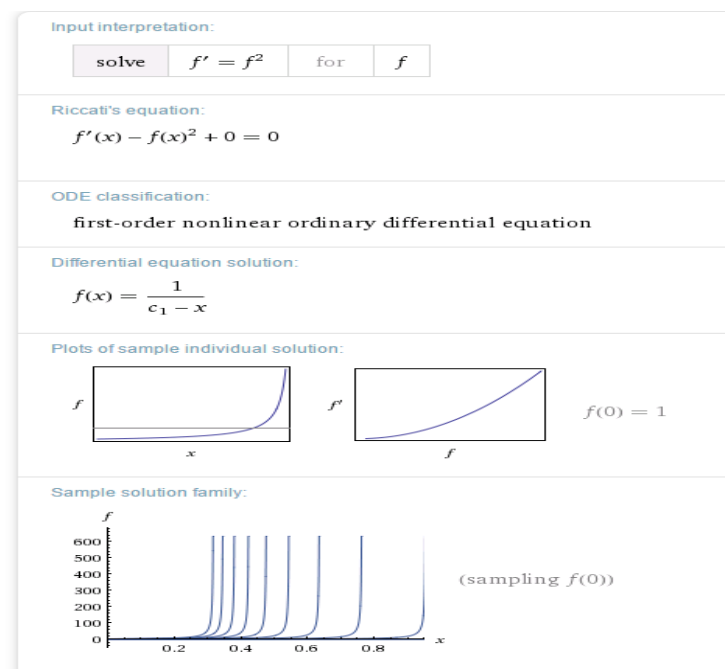 Input interpretation:
solve f′ = f² for f
Riccati's equation:
f′(x) − f(x)² + 0 = 0
ODE classification:
first-order nonlinear ordinary differential equation
Differential equation solution:
f(x) = 1 / (c₁ − x)
Plots of sample individual solution:
f
x
f′
f
f(0) = 1
Sample solution family:
f
600
500
400
300
200
100
0
0.2 0.4 0.6 0.8 x
(sampling f(0))